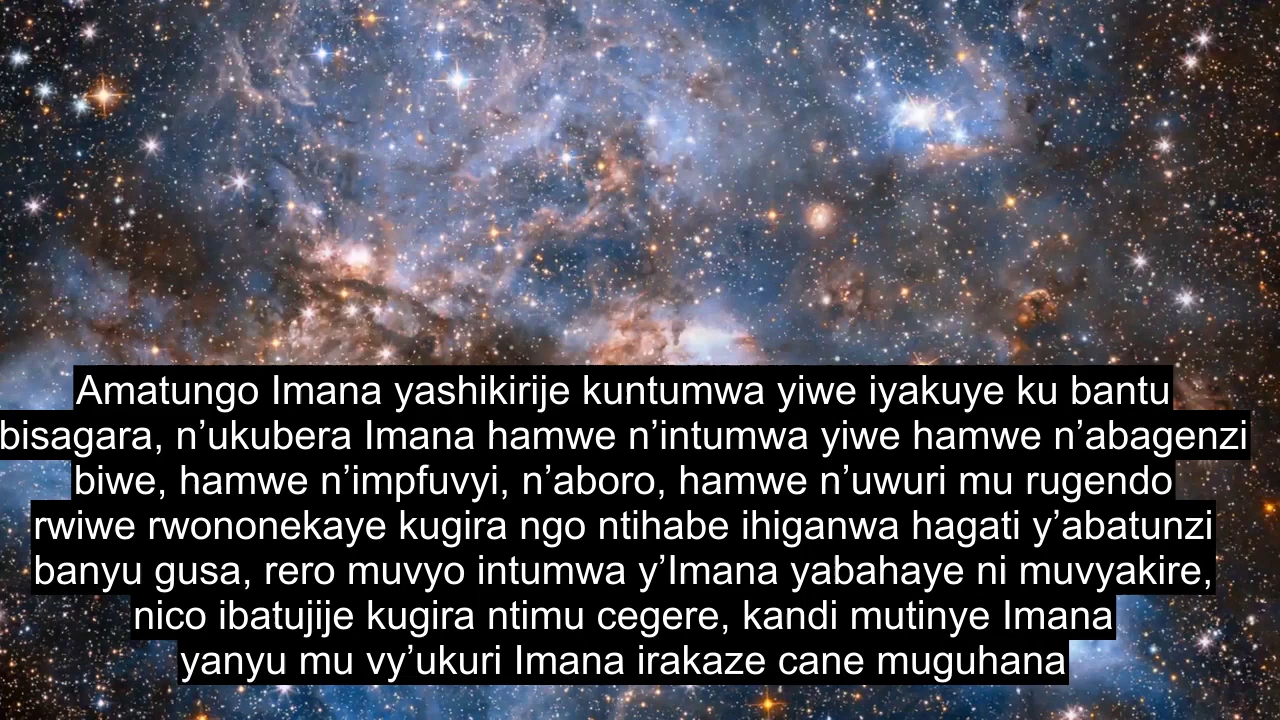 Amatungo Imana yashikirije kuntumwa yiwe iyakuye ku bantu
bisagara, n’ukubera Imana hamwe n’intumwa yiwe hamwe n’abagenzi
biwe, hamwe n’impfuvyi, n’aboro, hamwe n’uwuri mu rugendo
rwiwe rwononekaye kugira ngo ntihabe ihiganwa hagati y’abatunzi
banyu gusa, rero muvyo intumwa y’Imana yabahaye ni muvyakire,
nico ibatujije kugira ntimu cegere, kandi mutinye Imana
yanyu mu vy’ukuri Imana irakaze cane muguhana